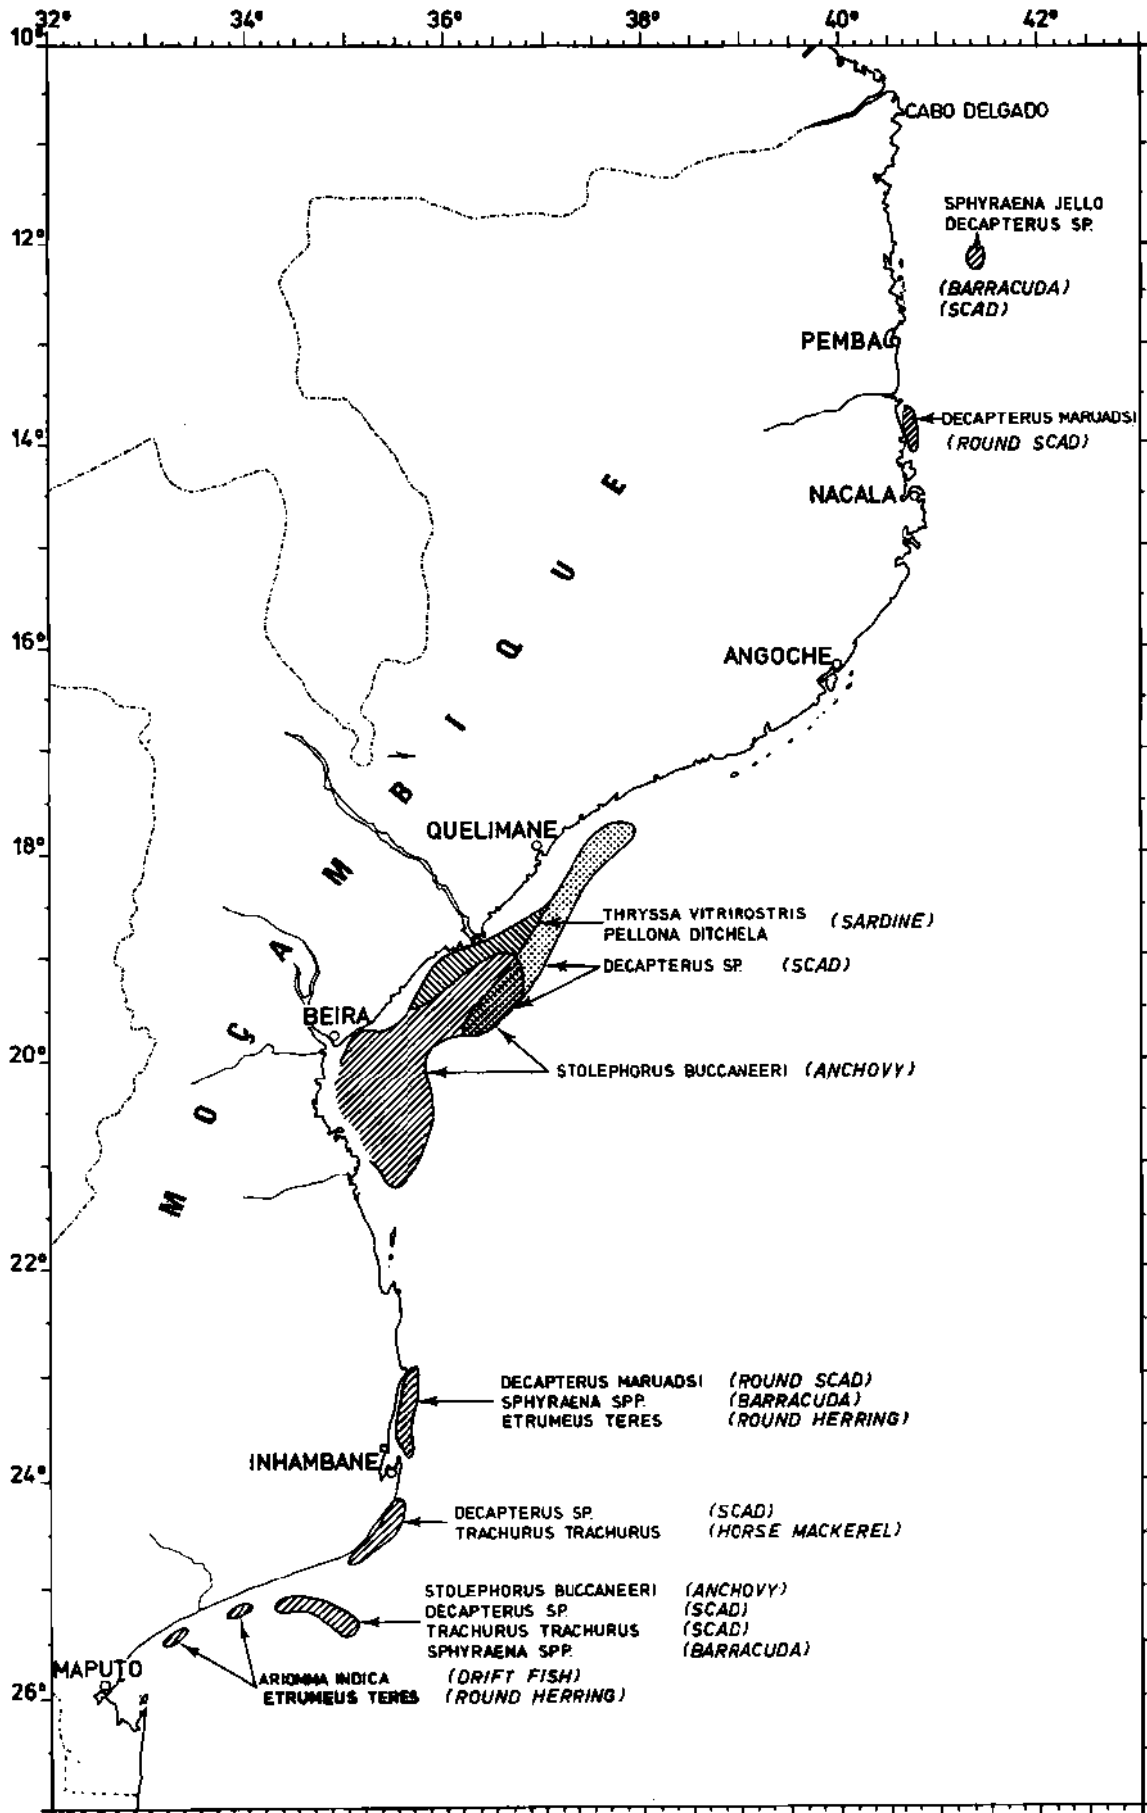 32° 34° 36° 38° 40° 42°
10°
CABO DELGADO
SPHYRAENA JELLO
DECAPTERUS SP.
12°
(BARRACUDA)
(SCAD)
PEMBA
DECAPTERUS MARUADSI
14°
(ROUND SCAD)
NACALA
16°
ANGOCHE
MOÇAMBIQUE
QUELIMANE
18°
THRYSSA VITRIROSTRIS (SARDINE)
PELLONA DITCHELA
DECAPTERUS SP. (SCAD)
BEIRA
20°
STOLEPHORUS BUCCANEERI (ANCHOVY)
22°
DECAPTERUS MARUADSI (ROUND SCAD)
SPHYRAENA SPP. (BARRACUDA)
ETRUMEUS TERES (ROUND HERRING)
INHAMBANE
24°
DECAPTERUS SP. (SCAD)
TRACHURUS TRACHURUS (HORSE MACKEREL)
STOLEPHORUS BUCCANEERI (ANCHOVY)
DECAPTERUS SP. (SCAD)
TRACHURUS TRACHURUS (SCAD)
SPHYRAENA SPP. (BARRACUDA)
MAPUTO
ARIOMMA INDICA (DRIFT FISH)
ETRUMEUS TERES (ROUND HERRING)
26°